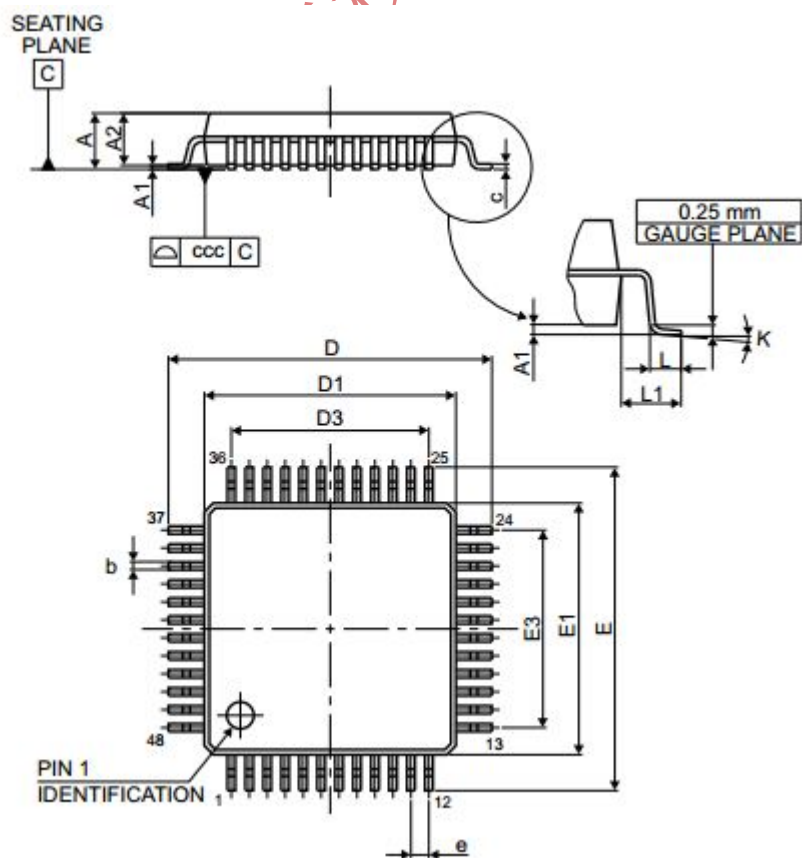 SEATING
PLANE
C
A
A2
A1
c
ccc C
0.25 mm
GAUGE PLANE
A1
K
L
L1
D
D1
D3
36
25
37
24
b
E3
E1
E
48
13
PIN 1
IDENTIFICATION
1
12
e